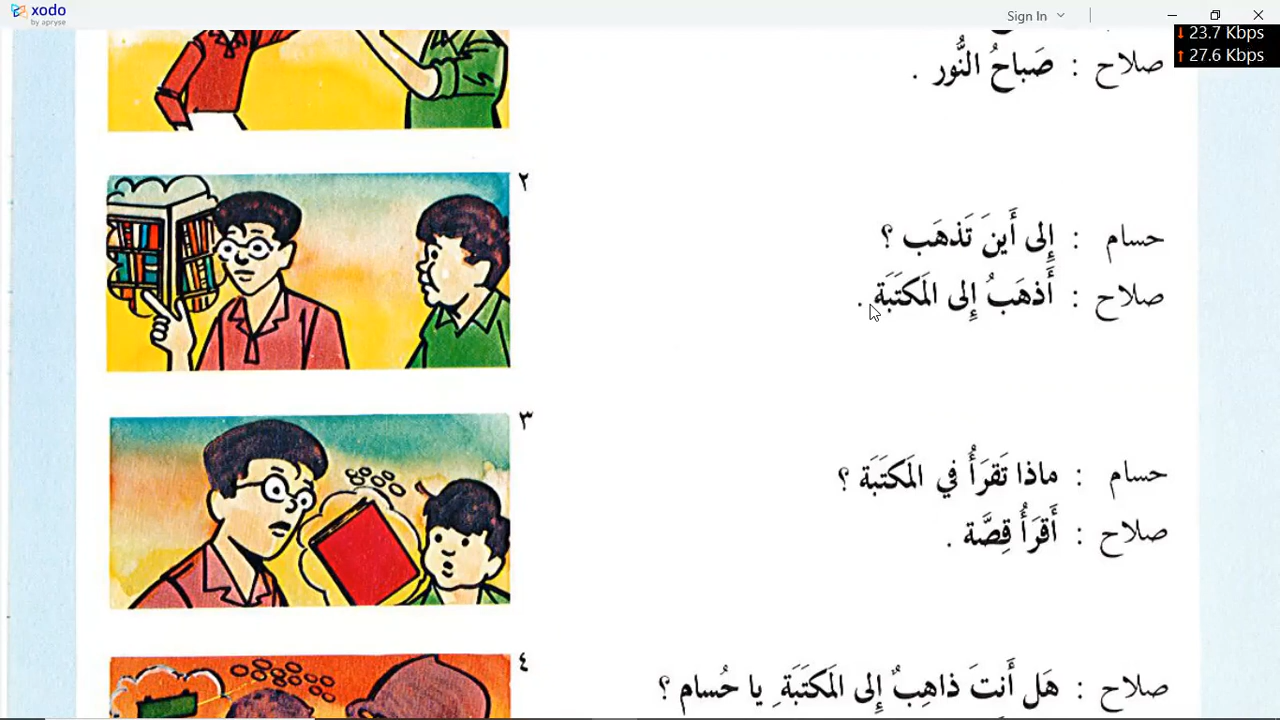 xodo
by apryse
Sign In
23.7 Kbps
27.6 Kbps
صلاح : صَباحُ النُّور .
٢
حسام : إِلى أَينَ تَذهَب ؟
صلاح : أَذهَبُ إِلى المَكتَبَة .
٣
حسام : ماذا تَقرَأُ في المَكتَبَة ؟
صلاح : أَقرَأُ قِصَّة .
٤
صلاح : هَل أَنتَ ذاهِبٌ إِلى المَكتَبَةِ يا حُسام ؟